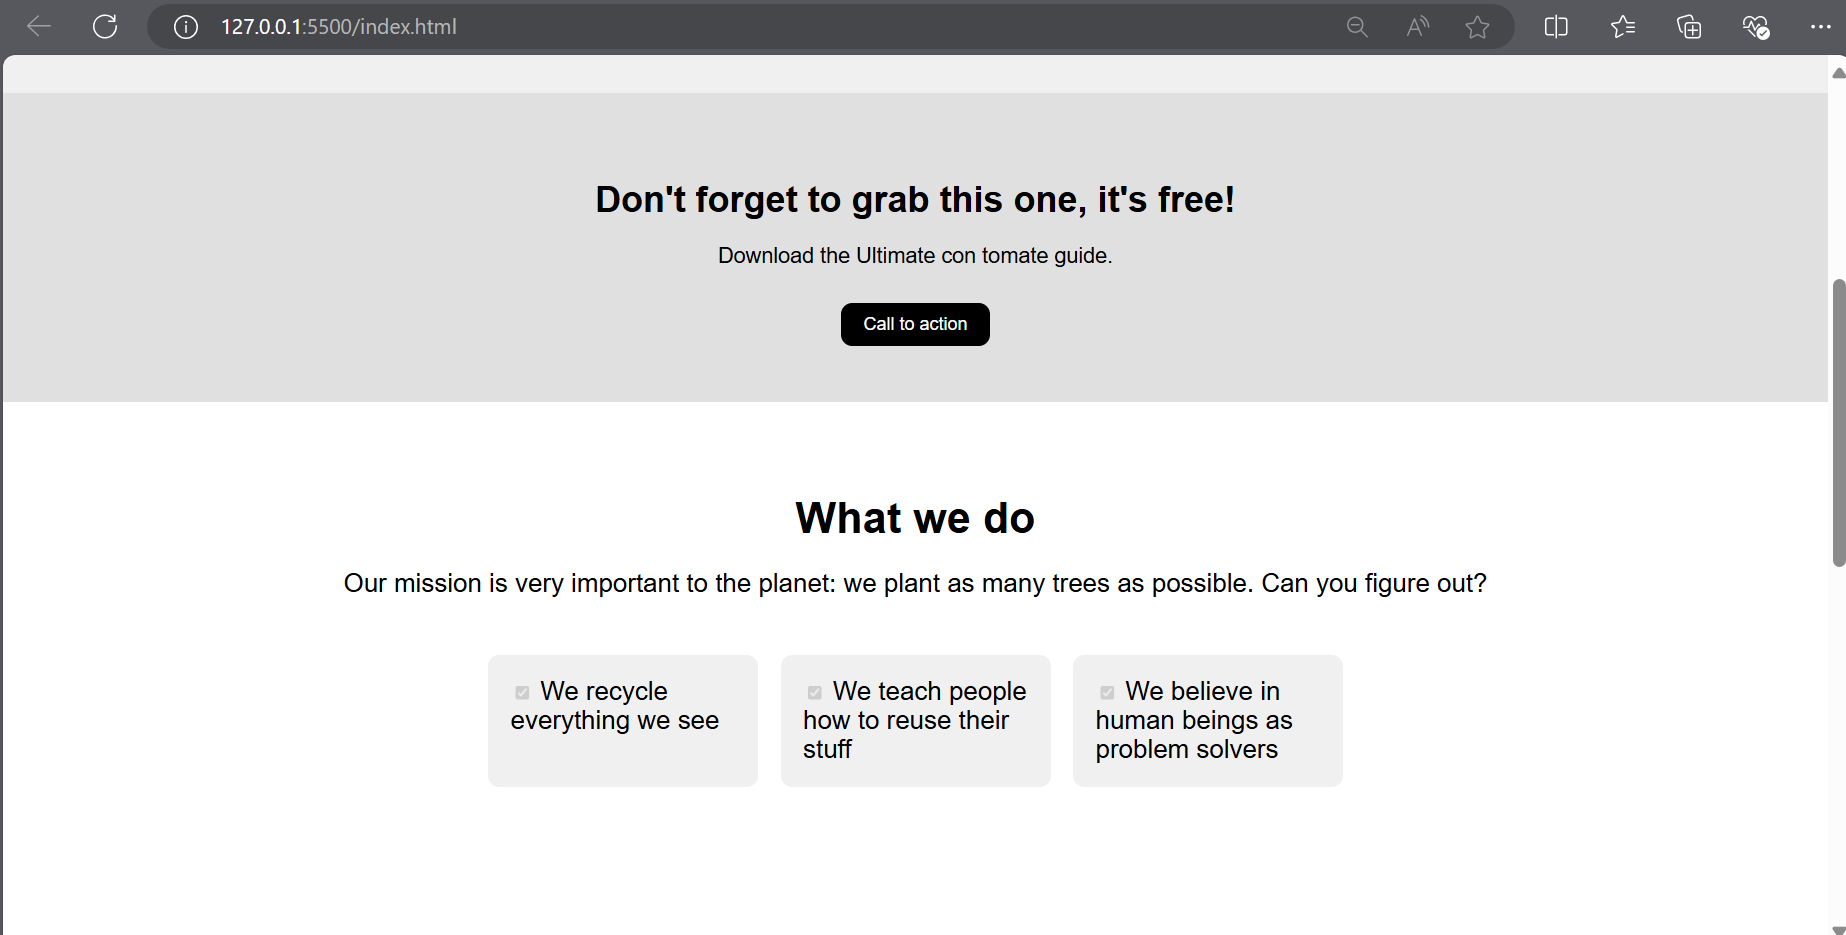 127.0.0.1:5500/index.html
Don't forget to grab this one, it's free!
Download the Ultimate con tomate guide.
Call to action
What we do
Our mission is very important to the planet: we plant as many trees as possible. Can you figure out?
We recycle
everything we see
We teach people
how to reuse their
stuff
We believe in
human beings as
problem solvers